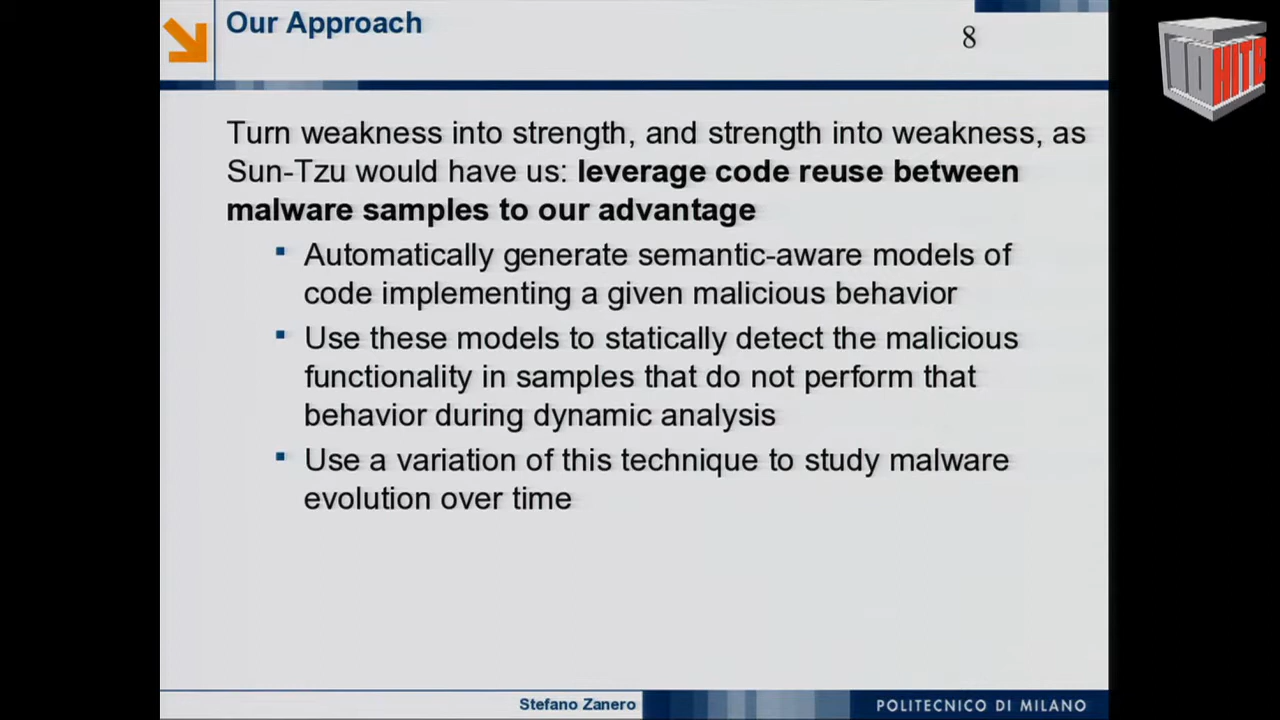 Our Approach
8
HITB
Turn weakness into strength, and strength into weakness, as
Sun-Tzu would have us: leverage code reuse between
malware samples to our advantage
▪ Automatically generate semantic-aware models of
code implementing a given malicious behavior
▪ Use these models to statically detect the malicious
functionality in samples that do not perform that
behavior during dynamic analysis
▪ Use a variation of this technique to study malware
evolution over time
Stefano Zanero
POLITECNICO DI MILANO